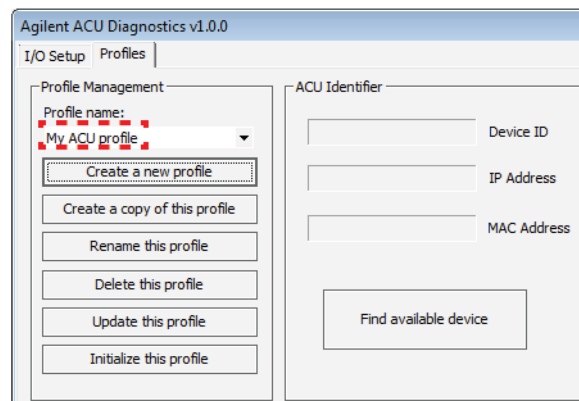 Agilent ACU Diagnostics v1.0.0
I/O Setup
Profiles
Profile Management
Profile name:
My ACU profile
Create a new profile
Create a copy of this profile
Rename this profile
Delete this profile
Update this profile
Initialize this profile
ACU Identifier
Device ID
IP Address
MAC Address
Find available device